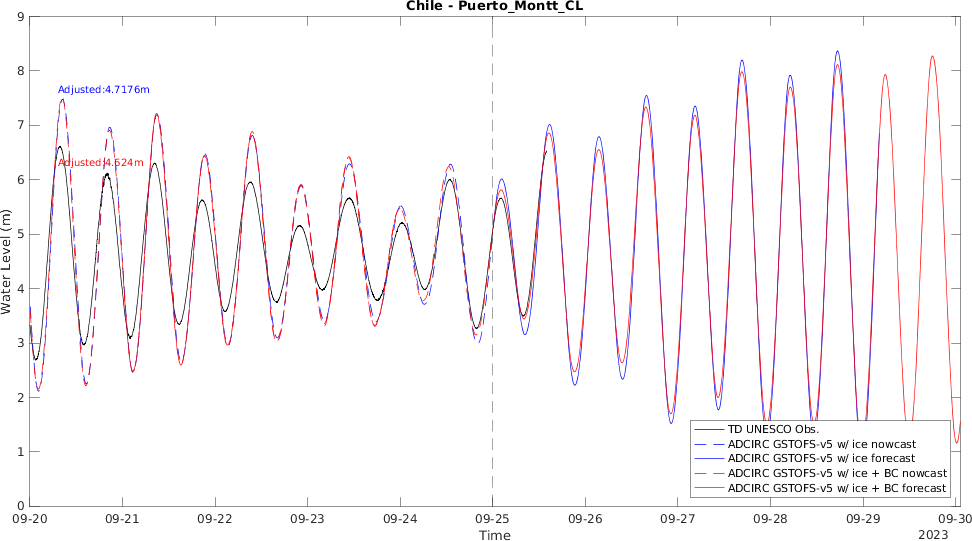 Chile - Puerto_Montt_CL
9
8
7
6
5
4
3
2
1
0
Water Level (m)
Adjusted:4.7176m
Adjusted:4.624m
TD UNESCO Obs.
ADCIRC GSTOFS-v5 w/ ice nowcast
ADCIRC GSTOFS-v5 w/ ice forecast
ADCIRC GSTOFS-v5 w/ ice + BC nowcast
ADCIRC GSTOFS-v5 w/ ice + BC forecast
09-20 09-21 09-22 09-23 09-24 09-25 09-26 09-27 09-28 09-29 09-30
Time
2023